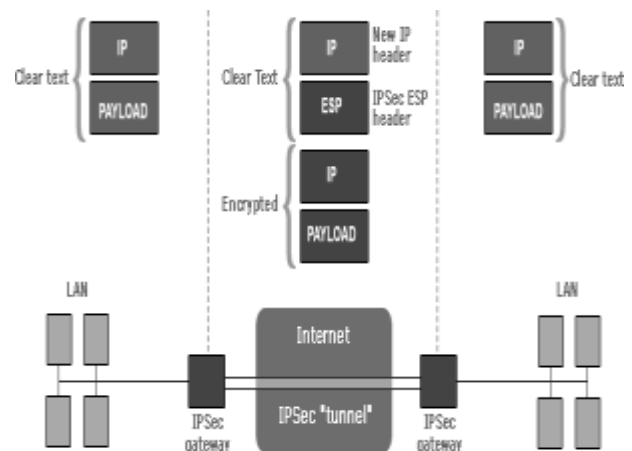 Clear text
IP
PAYLOAD
Clear Text
IP
New IP
header
ESP
IPSec ESP
header
Encrypted
IP
PAYLOAD
IP
PAYLOAD
Clear text
LAN
IPSec
gateway
Internet
IPSec "tunnel"
IPSec
gateway
LAN